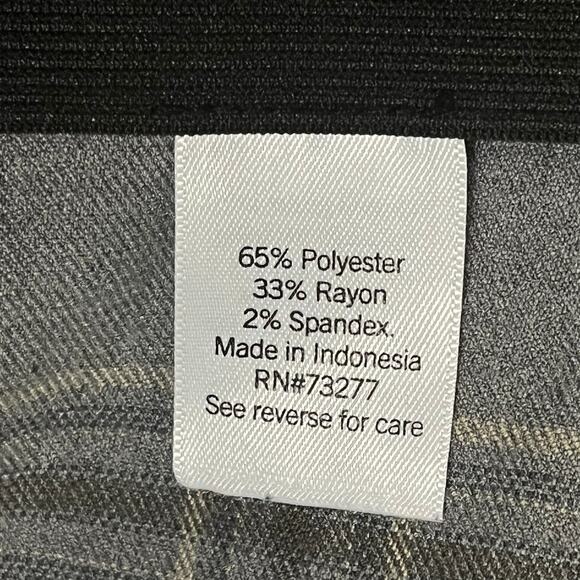 65% Polyester
33% Rayon
2% Spandex.
Made in Indonesia
RN#73277
See reverse for care